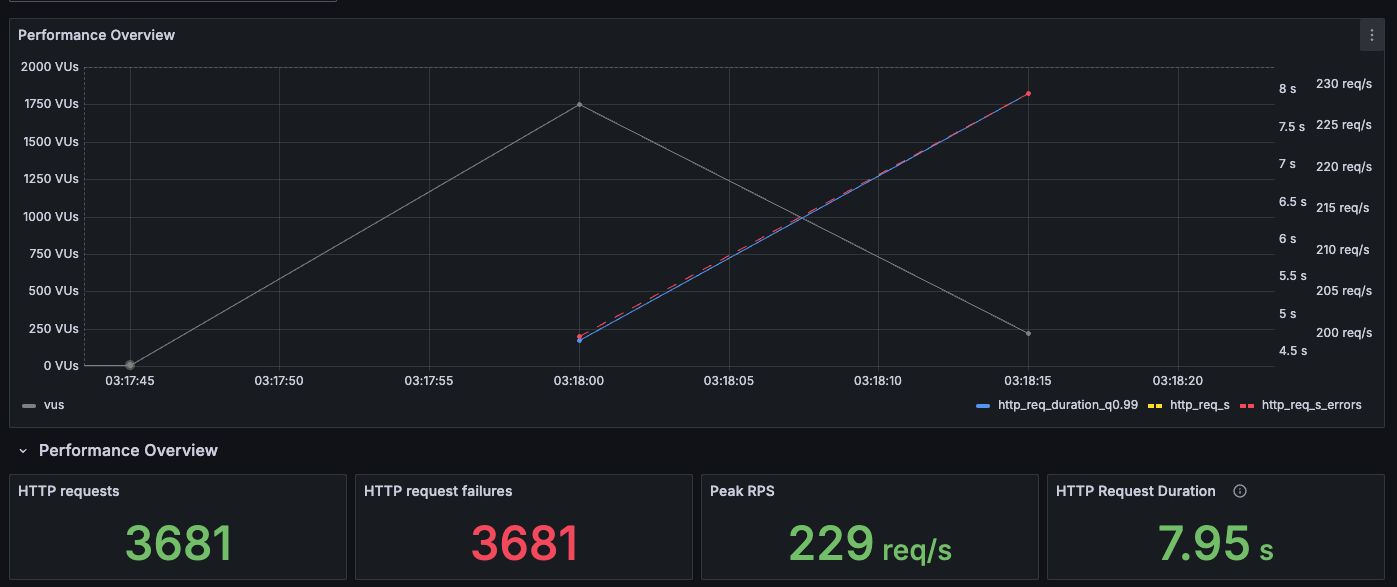 Performance Overview
2000 VUs
1750 VUs
1500 VUs
1250 VUs
1000 VUs
750 VUs
500 VUs
250 VUs
0 VUs
8 s
7.5 s
7 s
6.5 s
6 s
5.5 s
5 s
4.5 s
230 req/s
225 req/s
220 req/s
215 req/s
210 req/s
205 req/s
200 req/s
03:17:45 03:17:50 03:17:55 03:18:00 03:18:05 03:18:10 03:18:15 03:18:20
vus http_req_duration_q0.99 http_req_s http_req_s_errors
Performance Overview
HTTP requests
3681
HTTP request failures
3681
Peak RPS
229 req/s
HTTP Request Duration
7.95 s